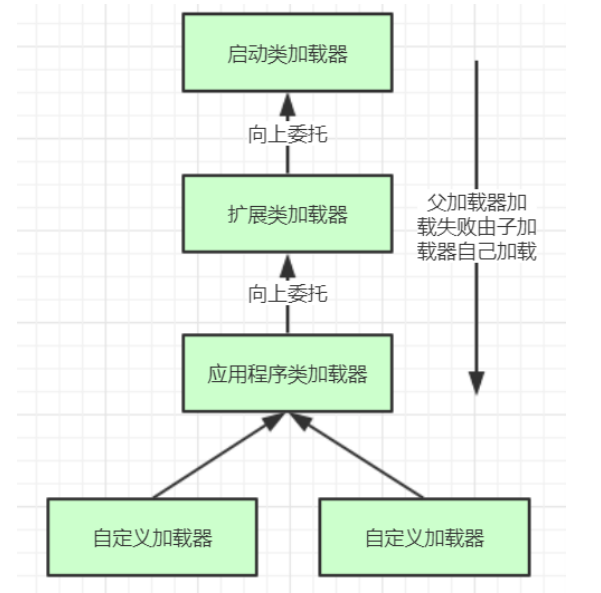 启动类加载器
向上委托
扩展类加载器
父加载器加
载失败由子加
载器自己加载
向上委托
应用程序类加载器
自定义加载器
自定义加载器